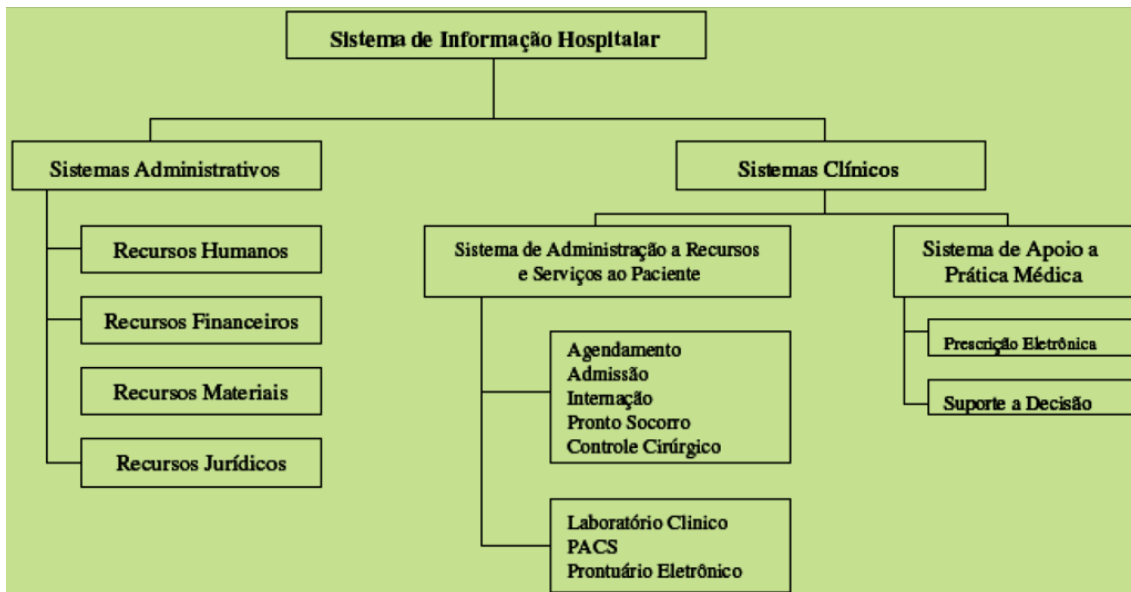 Sistema de Informação Hospitalar
Sistemas Administrativos
Recursos Humanos
Recursos Financeiros
Recursos Materiais
Recursos Jurídicos
Sistemas Clínicos
Sistema de Administração a Recursos
e Serviços ao Paciente
Agendamento
Admissão
Internação
Pronto Socorro
Controle Cirúrgico
Laboratório Clinico
PACS
Prontuário Eletrônico
Sistema de Apoio a
Prática Médica
Prescrição Eletrônica
Suporte a Decisão